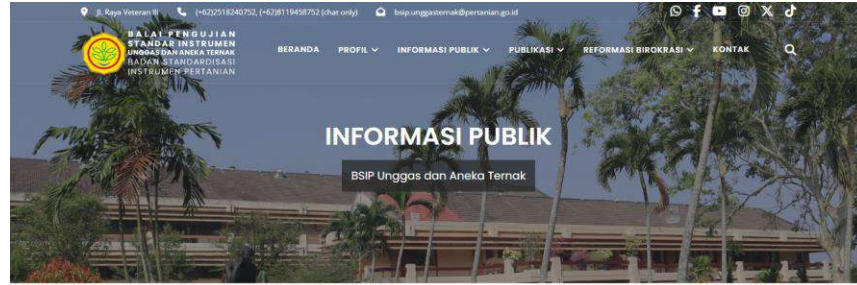 Jl. Raya Veteran III (+62)2518240752, (+62)8119458752 (chat only) bsip.unggasternak@pertanian.go.id
BALAI PENGUJIAN
STANDAR INSTRUMEN
UNGGAS DAN ANEKA TERNAK
BADAN STANDARDISASI
INSTRUMEN PERTANIAN
BERANDA PROFIL INFORMASI PUBLIK PUBLIKASI REFORMASI BIROKRASI KONTAK
INFORMASI PUBLIK
BSIP Unggas dan Aneka Ternak